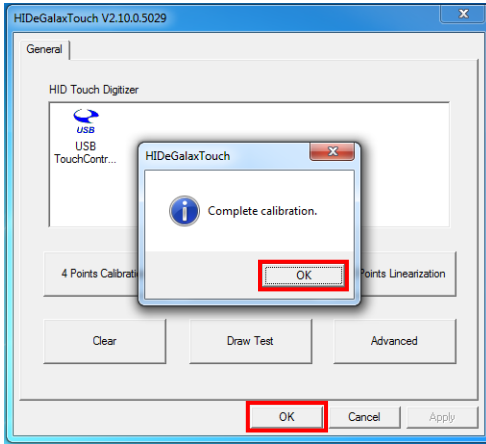 HIDeGalaxTouch V2.10.0.5029
General
HID Touch Digitizer
USB
USB
TouchContr...
HIDeGalaxTouch
Complete calibration.
OK
4 Points Calibrati
Points Linearization
Clear
Draw Test
Advanced
OK
Cancel
Apply